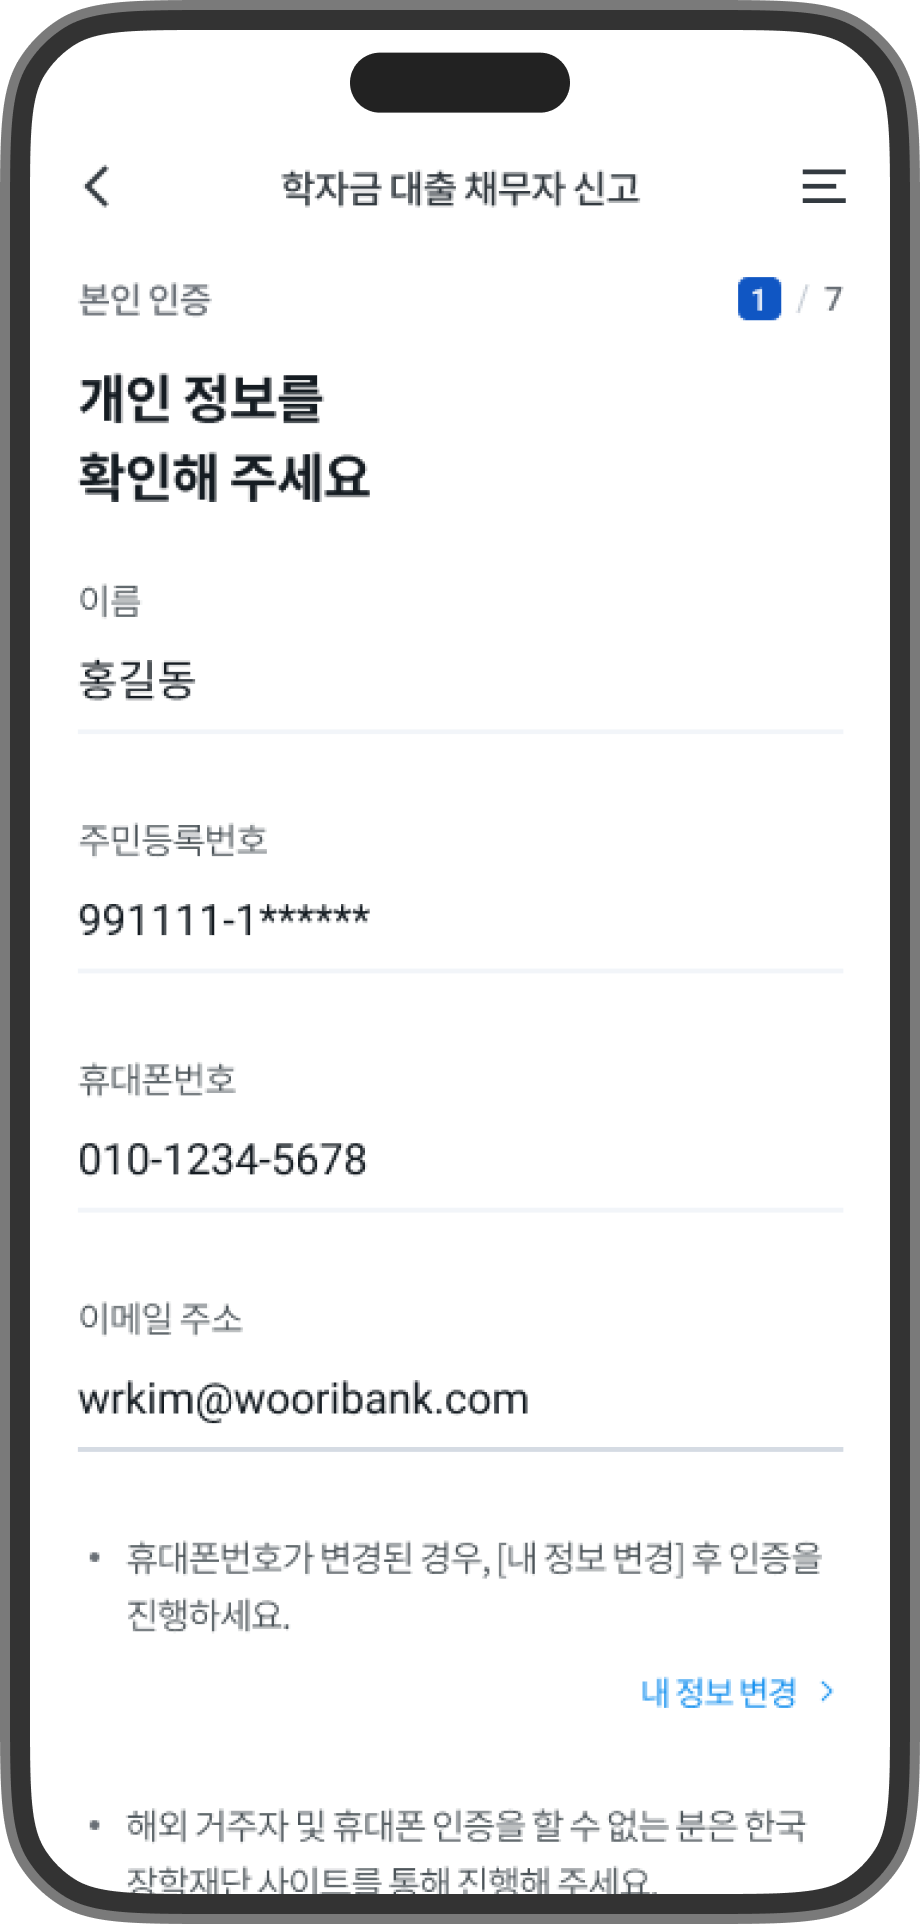 학자금 대출 채무자 신고
본인 인증 1 / 7
개인 정보를
확인해 주세요
이름
홍길동
주민등록번호
991111-1******
휴대폰번호
010-1234-5678
이메일 주소
wrkim@wooribank.com
• 휴대폰번호가 변경된 경우, [내 정보 변경] 후 인증을
진행하세요.
내 정보 변경 >
• 해외 거주자 및 휴대폰 인증을 할 수 없는 분은 한국
장학재단 사이트를 통해 진행해 주세요.